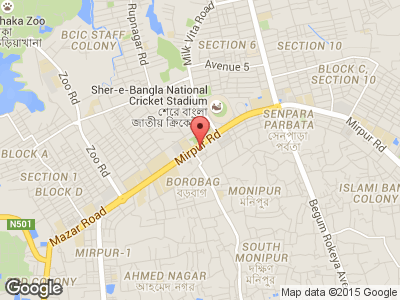 haka Zoo
কা
ড়িয়াখানা
BCIC STAFF
COLONY
Rupnagar Rd
Milk Vita Road
SECTION 6
Avenue 5
SECTION
BLOCK C,
SECTION 10
Zoo Rd
Sher-e-Bangla National
Cricket Stadium
শেরে বাংলা
জাতীয় ক্রিকে
SENPARA
PARBATA
সেনপাড়া
পর্বতা
Mirpur Rd
Mirpur Rd
BLOCK A
SECTION 1
BLOCK D
Zoo Rd
BOROBAG
বড়বাগ
MONIPUR
মনিপুর
ISLAMI BAN
COLONY
N501
Mazar Road
MIRPUR-1
Begum Rokeya Ave
SOUTH
MONIPUR
দক্ষিণ
মনিপুর
D COLONY
AHMED NAGAR
আহমেদ নগর
Google
Map data ©2015 Google